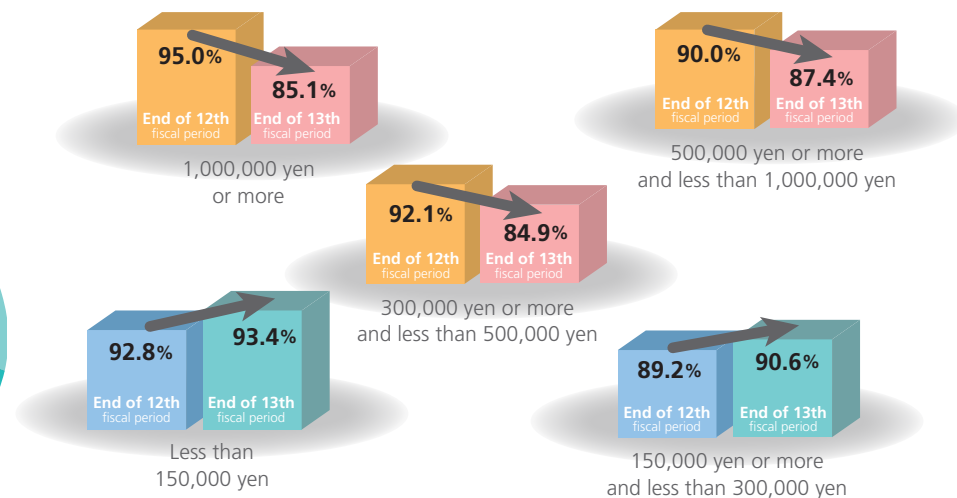 95.0%
End of 12th
fiscal period
85.1%
End of 13th
fiscal period
1,000,000 yen
or more
90.0%
End of 12th
fiscal period
87.4%
End of 13th
fiscal period
500,000 yen or more
and less than 1,000,000 yen
92.1%
End of 12th
fiscal period
84.9%
End of 13th
fiscal period
300,000 yen or more
and less than 500,000 yen
92.8%
End of 12th
fiscal period
93.4%
End of 13th
fiscal period
Less than
150,000 yen
89.2%
End of 12th
fiscal period
90.6%
End of 13th
fiscal period
150,000 yen or more
and less than 300,000 yen